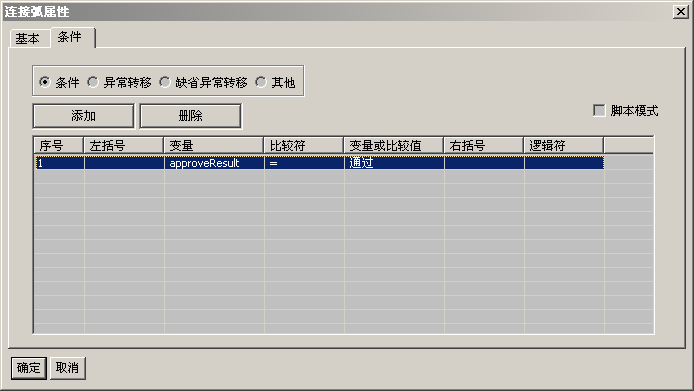 连接弧属性
基本 条件
条件 异常转移 缺省异常转移 其他
添加 删除 脚本模式
序号 左括号 变量 比较符 变量或比较值 右括号 逻辑符
1 approveResult = 通过
确定 取消